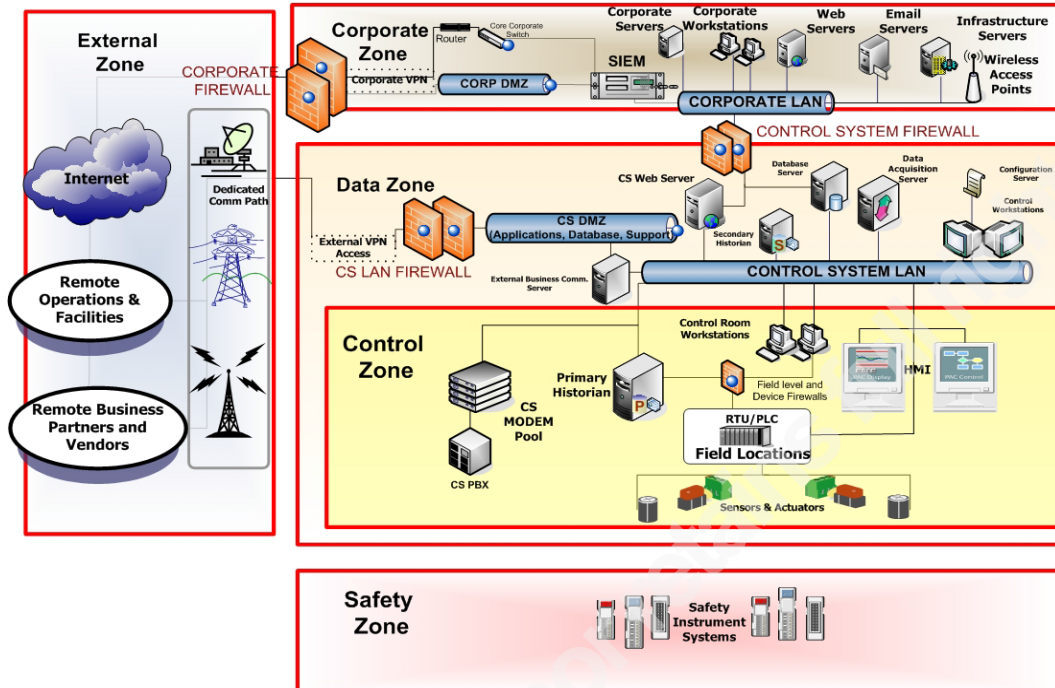 External
Zone
CORPORATE
FIREWALL
Internet
Dedicated
Comm Path
Remote
Operations &
Facilities
Remote Business
Partners and
Vendors
Corporate
Zone
Router
Core Corporate
Switch
Corporate VPN
CORP DMZ
SIEM
Corporate
Servers
Corporate
Workstations
Web
Servers
Email
Servers
Infrastructure
Servers
Wireless
Access
Points
CORPORATE LAN
CONTROL SYSTEM FIREWALL
Data Zone
External VPN
Access
CS LAN FIREWALL
CS DMZ
(Applications, Database, Support)
CS Web Server
Database
Server
Data
Acquisition
Server
Configuration
Server
Control
Workstations
Secondary
Historian
S
External Business Comm.
Server
CONTROL SYSTEM LAN
Control
Zone
CS
MODEM
Pool
CS PBX
Primary
Historian
P
Control Room
Workstations
Field level and
Device Firewalls
PAC Display
HMI
PAC Control
RTU/PLC
Field Locations
Sensors & Actuators
Safety
Zone
Safety
Instrument
Systems